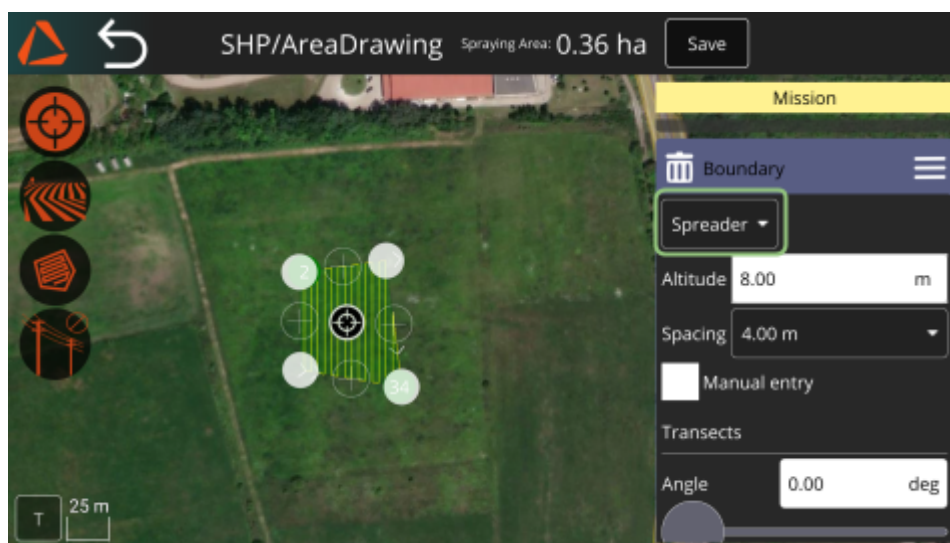 SHP/AreaDrawing Spraying Area: 0.36 ha Save
Mission
Boundary
Spreader
Altitude 8.00 m
Spacing 4.00 m
Manual entry
Transects
Angle 0.00 deg
2
34
T 25 m